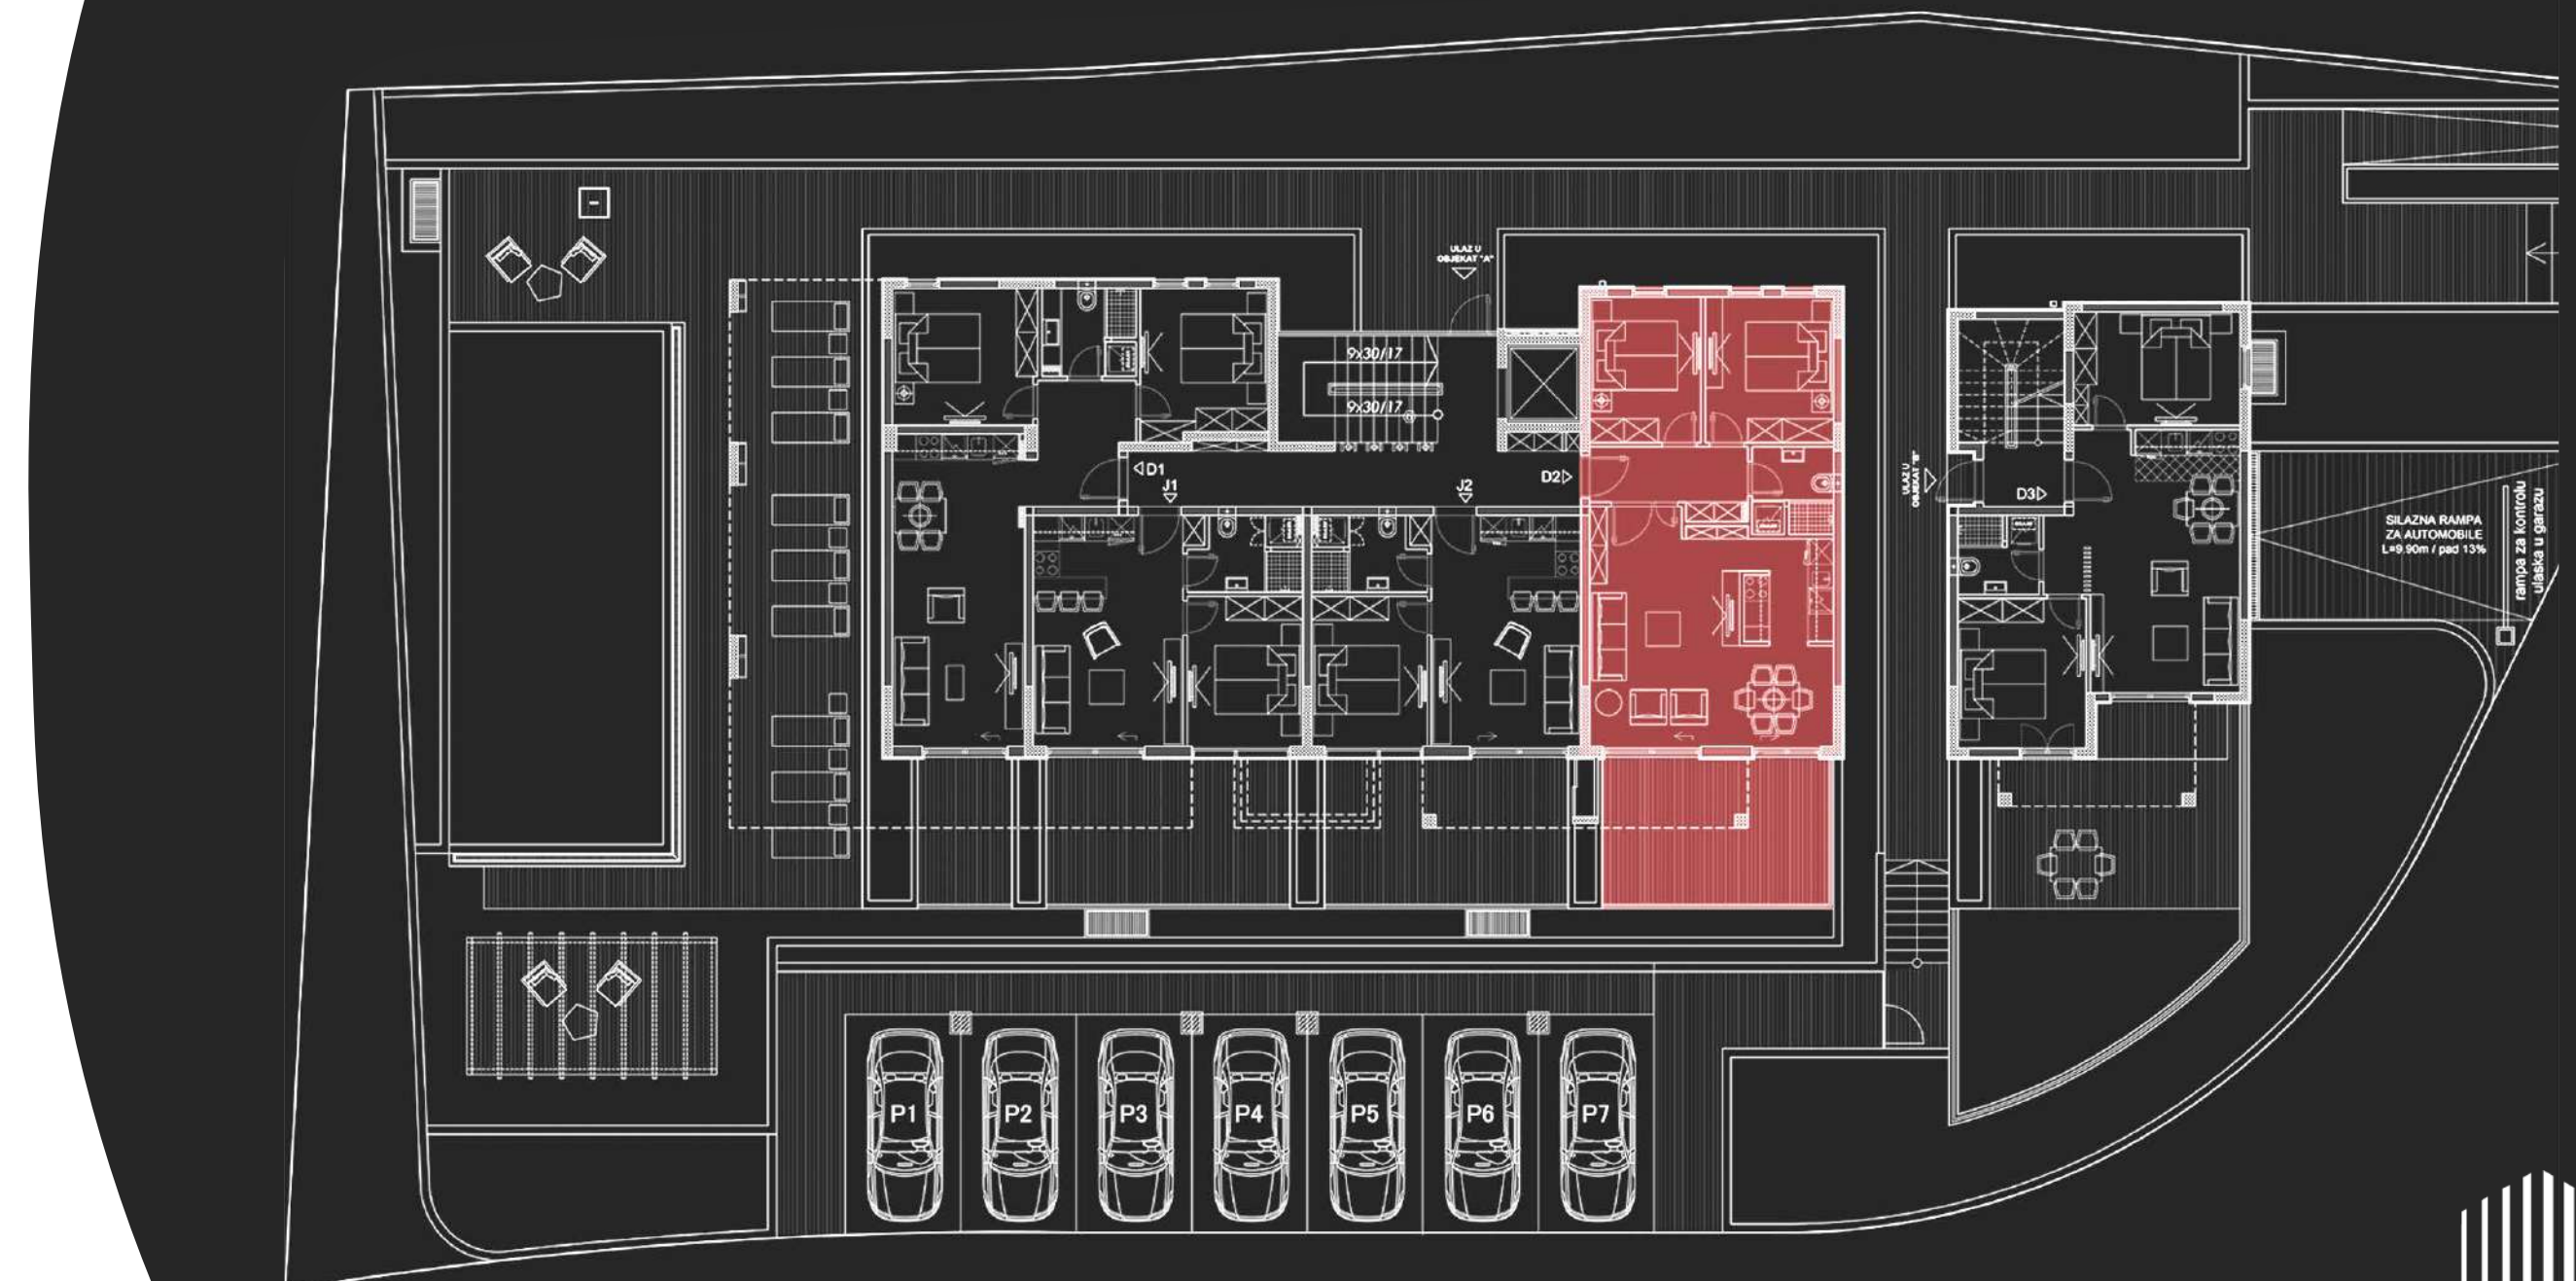 ULAZ U
OBJEKAT "A"
9x30/17
9x30/17
D1
J1
J2
D2
ULAZ U
OBJEKAT "B"
D3
SILAZNA RAMPA
ZA AUTOMOBILE
L=9.90m / pad 13%
rampa za kontrolu
ulaska u garazu
P1
P2
P3
P4
P5
P6
P7